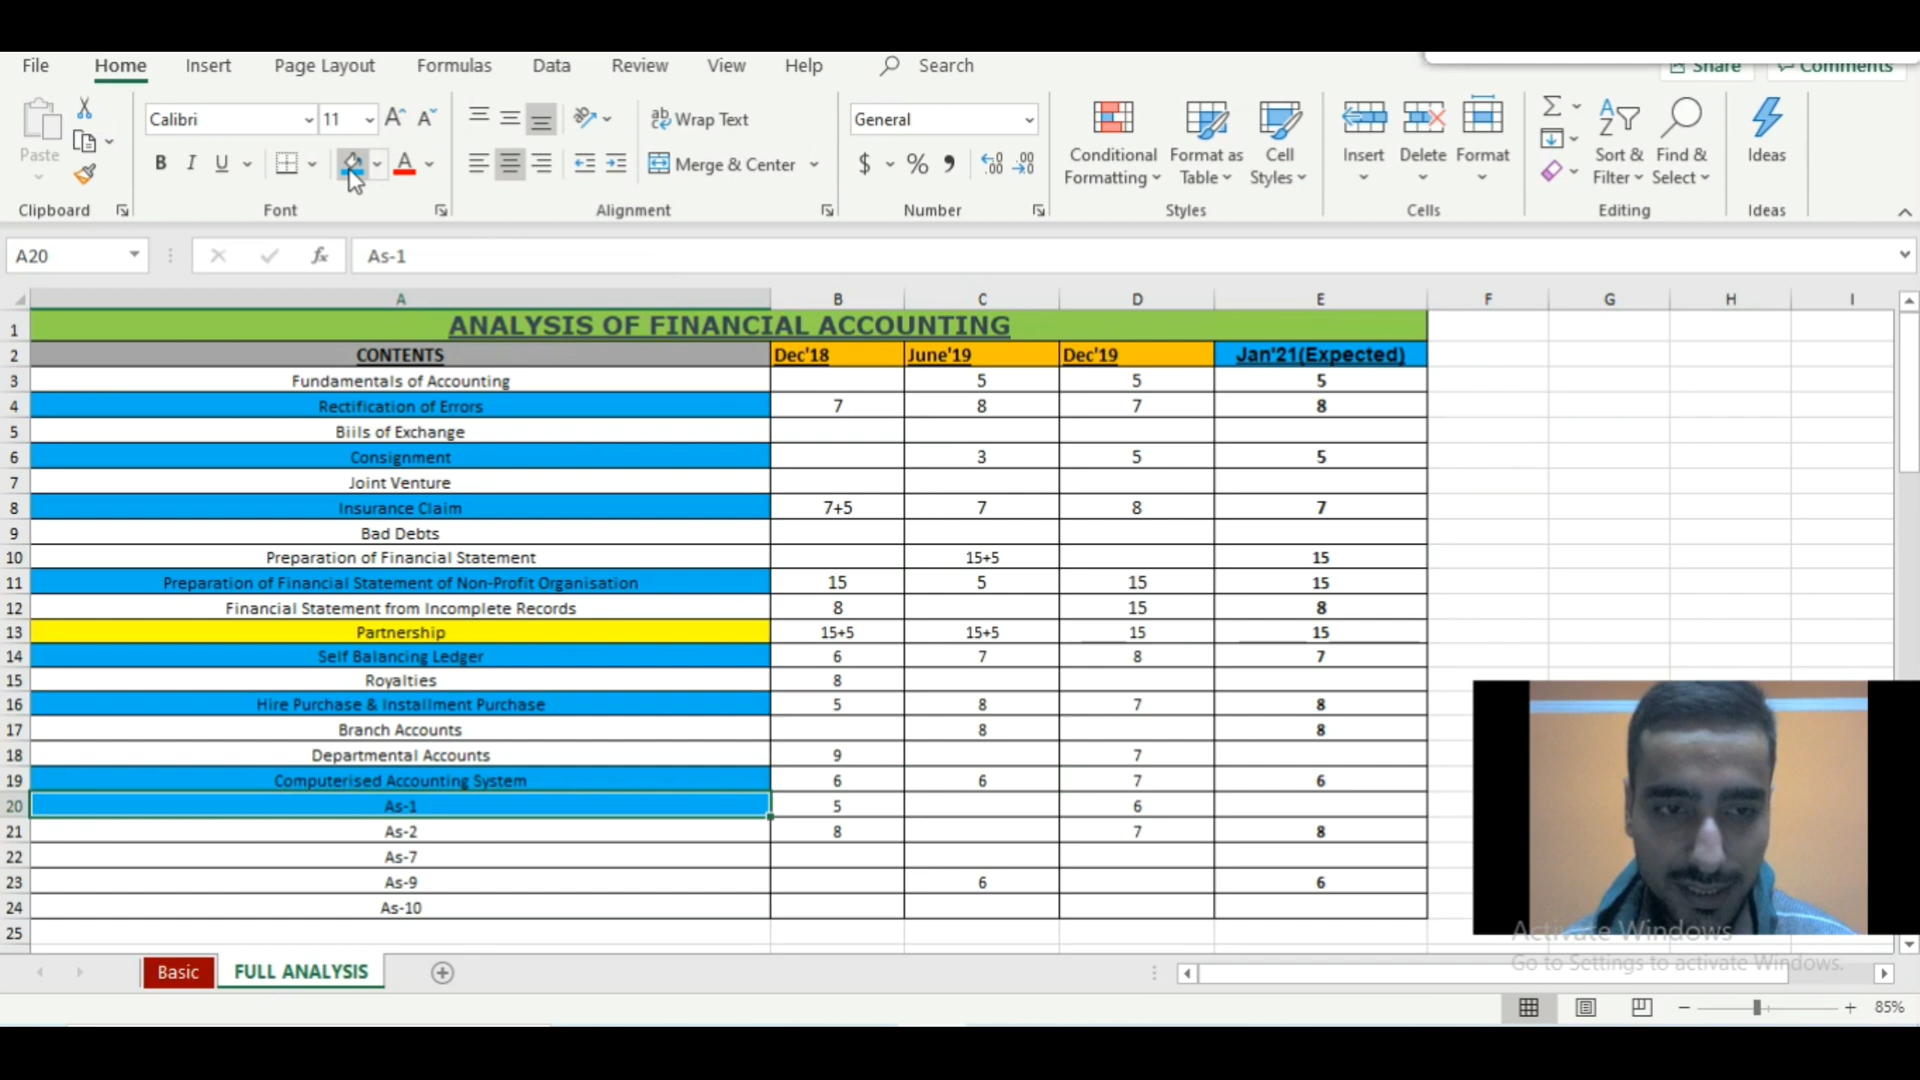 File Home Insert Page Layout Formulas Data Review View Help Search Share Comments
Calibri 11 Wrap Text General
Paste B I U Merge & Center $ % Conditional Formatting Format as Table Cell Styles Insert Delete Format Sort & Filter Find & Select Ideas
Clipboard Font Alignment Number Styles Cells Editing Ideas
A20 fx As-1
A B C D E F G H I
1 ANALYSIS OF FINANCIAL ACCOUNTING
2 CONTENTS Dec'18 June'19 Dec'19 Jan'21(Expected)
3 Fundamentals of Accounting 5 5 5
4 Rectification of Errors 7 8 7 8
5 Biils of Exchange
6 Consignment 3 5 5
7 Joint Venture
8 Insurance Claim 7+5 7 8 7
9 Bad Debts
10 Preparation of Financial Statement 15+5 15
11 Preparation of Financial Statement of Non-Profit Organisation 15 5 15 15
12 Financial Statement from Incomplete Records 8 15 8
13 Partnership 15+5 15+5 15 15
14 Self Balancing Ledger 6 7 8 7
15 Royalties 8
16 Hire Purchase & Installment Purchase 5 8 7 8
17 Branch Accounts 8 8
18 Departmental Accounts 9 7
19 Computerised Accounting System 6 6 7 6
20 As-1 5 6
21 As-2 8 7 8
22 As-7
23 As-9 6 6
24 As-10
25
Activate Windows
Go to Settings to activate Windows.
Basic FULL ANALYSIS
85%